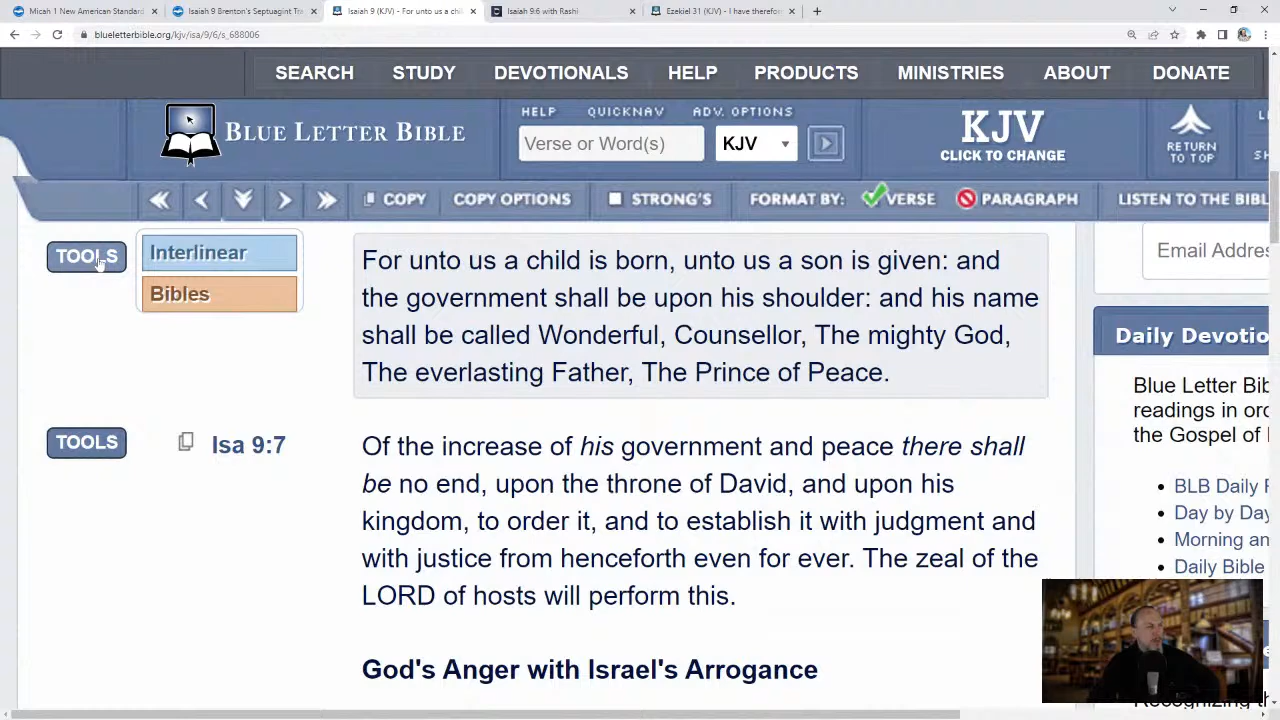 Micah 1 New American Standard
Isaiah 9 Brenton's Septuagint Tra
Isaiah 9 (KJV) - For unto us a chi
Isaiah 9:6 with Rashi
Ezekiel 31 (KJV) - I have therefor
blueletterbible.org/kjv/isa/9/6/s_688006
SEARCH STUDY DEVOTIONALS HELP PRODUCTS MINISTRIES ABOUT DONATE
BLUE LETTER BIBLE
HELP QUICKNAV ADV. OPTIONS
Verse or Word(s) KJV
KJV
CLICK TO CHANGE
RETURN
TO TOP
COPY COPY OPTIONS STRONG'S FORMAT BY: VERSE PARAGRAPH LISTEN TO THE BIBL
TOOLS
Interlinear
Bibles
For unto us a child is born, unto us a son is given: and
the government shall be upon his shoulder: and his name
shall be called Wonderful, Counsellor, The mighty God,
The everlasting Father, The Prince of Peace.
TOOLS Isa 9:7
Of the increase of his government and peace there shall
be no end, upon the throne of David, and upon his
kingdom, to order it, and to establish it with judgment and
with justice from henceforth even for ever. The zeal of the
LORD of hosts will perform this.
God's Anger with Israel's Arrogance
Email Addres
Daily Devotio
Blue Letter Bib
readings in ord
the Gospel of
BLB Daily
Day by Day
Morning an
Daily Bible
Recognizing th